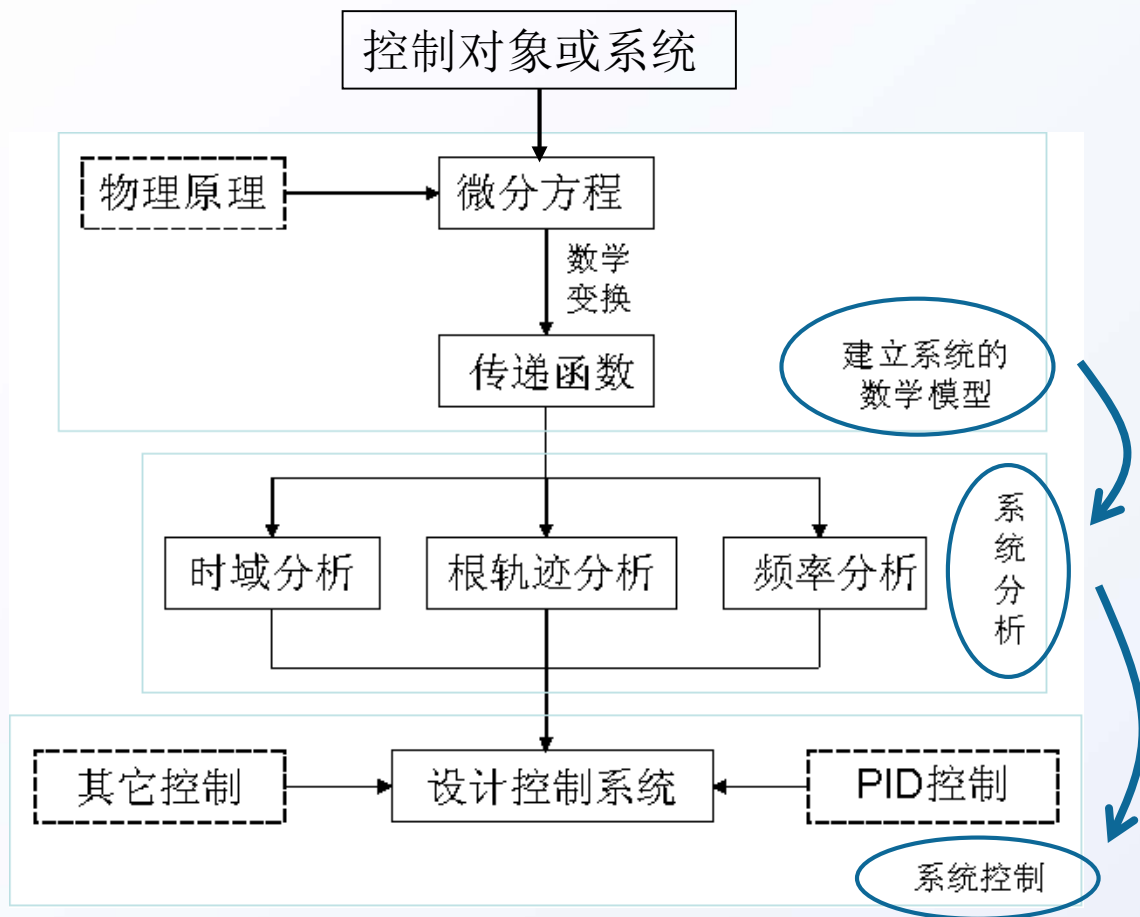 控制对象或系统
物理原理
微分方程
数学
变换
传递函数
建立系统的
数学模型
时域分析
根轨迹分析
频率分析
系
统
分
析
其它控制
设计控制系统
PID控制
系统控制